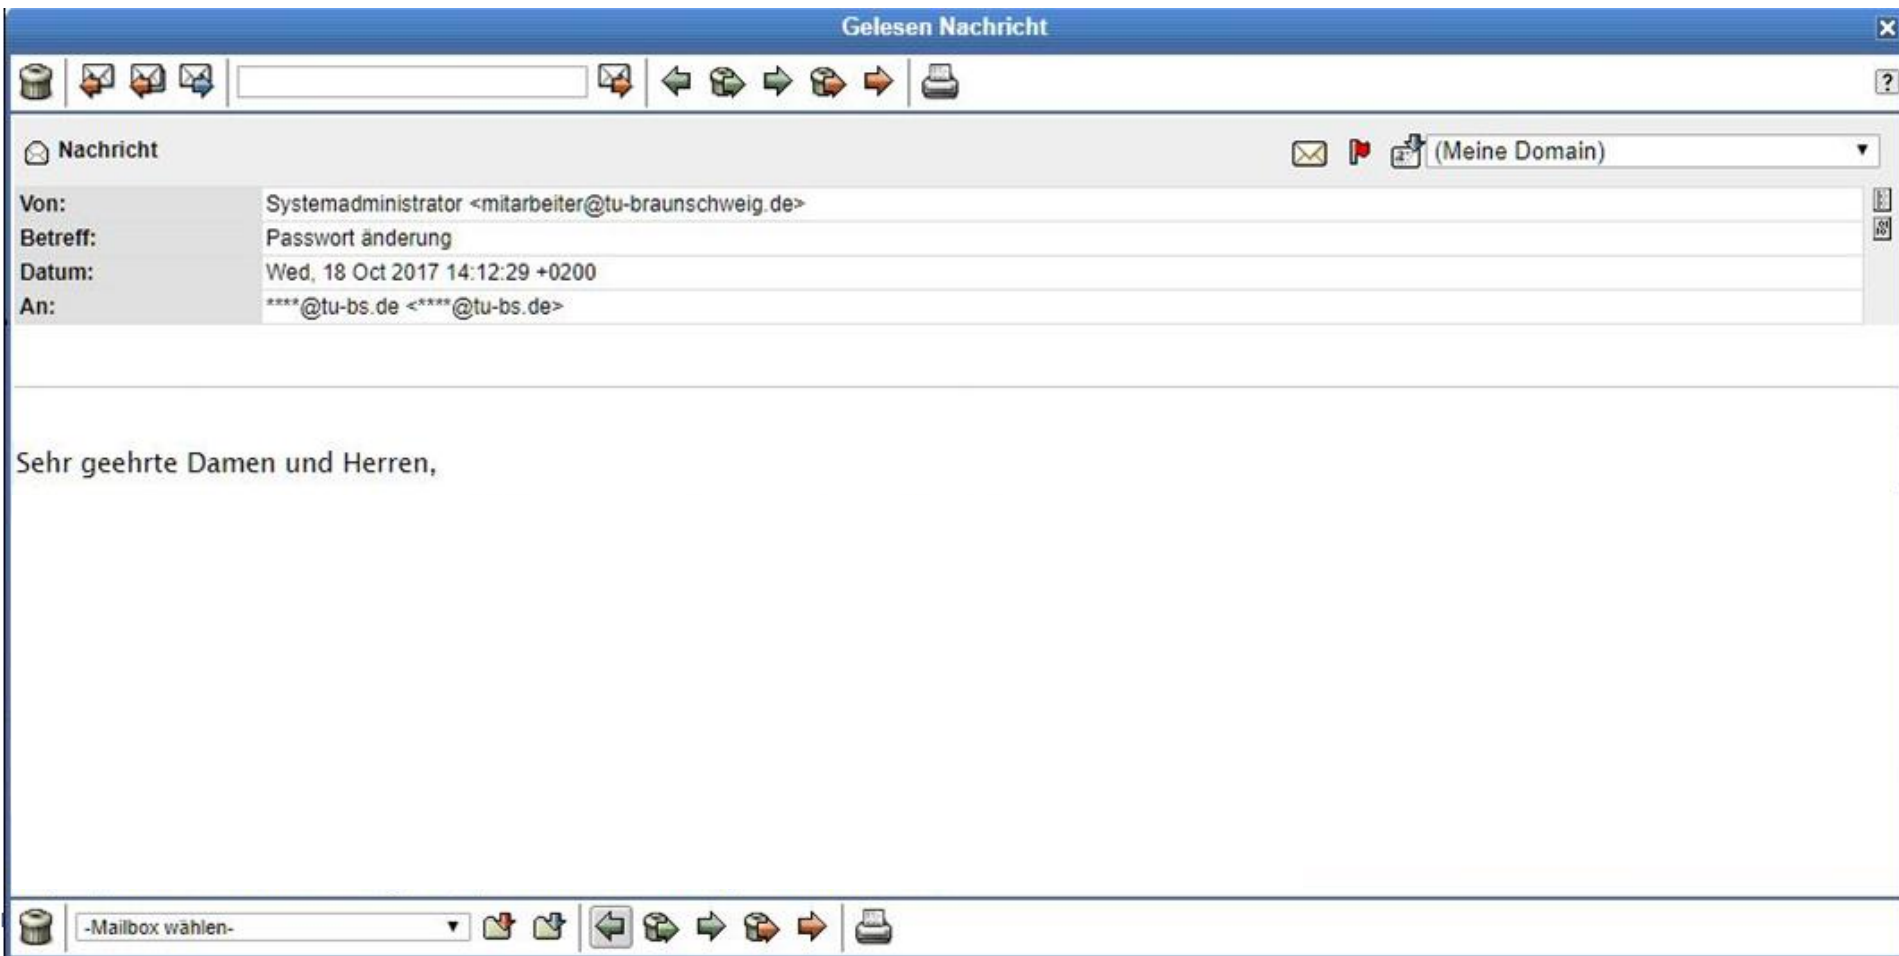 Gelesen Nachricht
Nachricht
(Meine Domain)
Von: Systemadministrator <mitarbeiter@tu-braunschweig.de>
Betreff: Passwort änderung
Datum: Wed, 18 Oct 2017 14:12:29 +0200
An: ****@tu-bs.de <****@tu-bs.de>
Sehr geehrte Damen und Herren,
-Mailbox wählen-